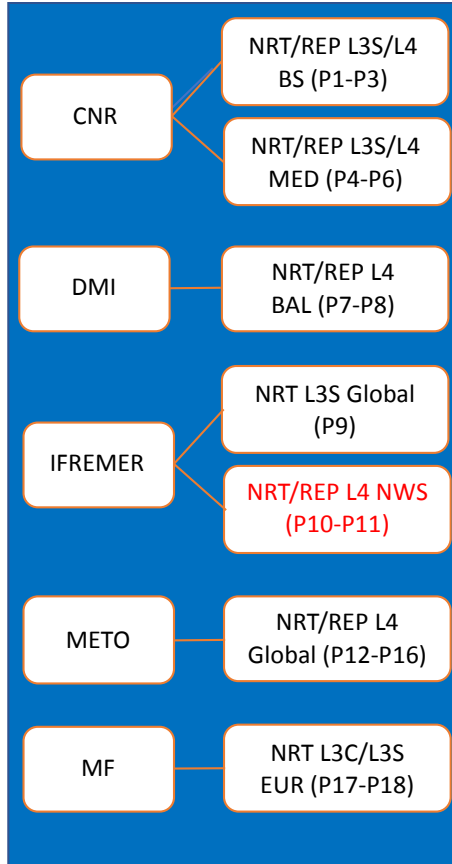 CNR
NRT/REP L3S/L4
BS (P1-P3)
NRT/REP L3S/L4
MED (P4-P6)
DMI
NRT/REP L4
BAL (P7-P8)
IFREMER
NRT L3S Global
(P9)
NRT/REP L4 NWS
(P10-P11)
METO
NRT/REP L4
Global (P12-P16)
MF
NRT L3C/L3S
EUR (P17-P18)